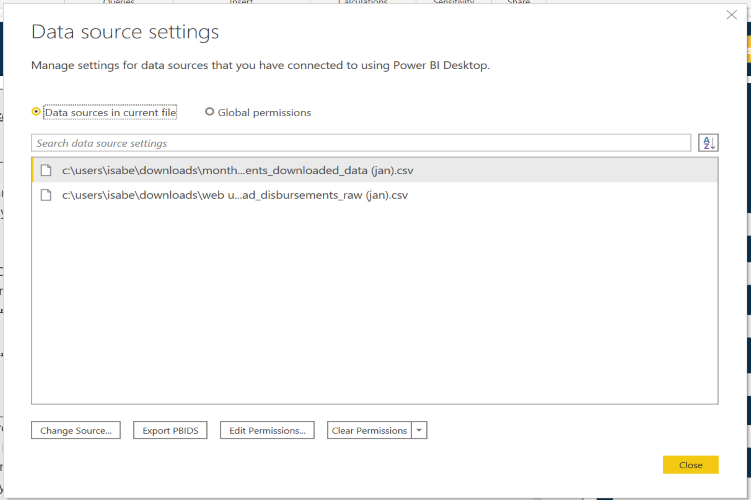 Queries Insert Calculations Sensitivity Share
Data source settings
Manage settings for data sources that you have connected to using Power BI Desktop.
Data sources in current file Global permissions
Search data source settings
A
Z
c:\users\isabe\downloads\month...ents_downloaded_data (jan).csv
c:\users\isabe\downloads\web u...ad_disbursements_raw (jan).csv
Change Source... Export PBIDS Edit Permissions... Clear Permissions
Close